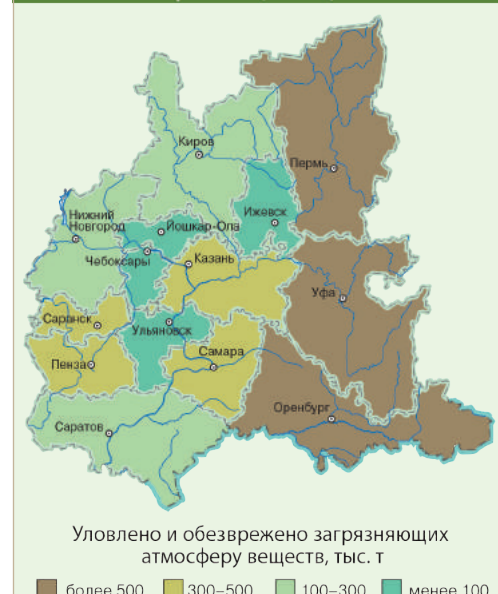 Киров
Пермь
Нижний
Новгород
Йошкар-Ола
Ижевск
Чебоксары
Казань
Уфа
Саранск
Ульяновск
Пенза
Самара
Саратов
Оренбург
Уловлено и обезврежено загрязняющих
атмосферу веществ, тыс. т
более 500 300–500 100–300 менее 100